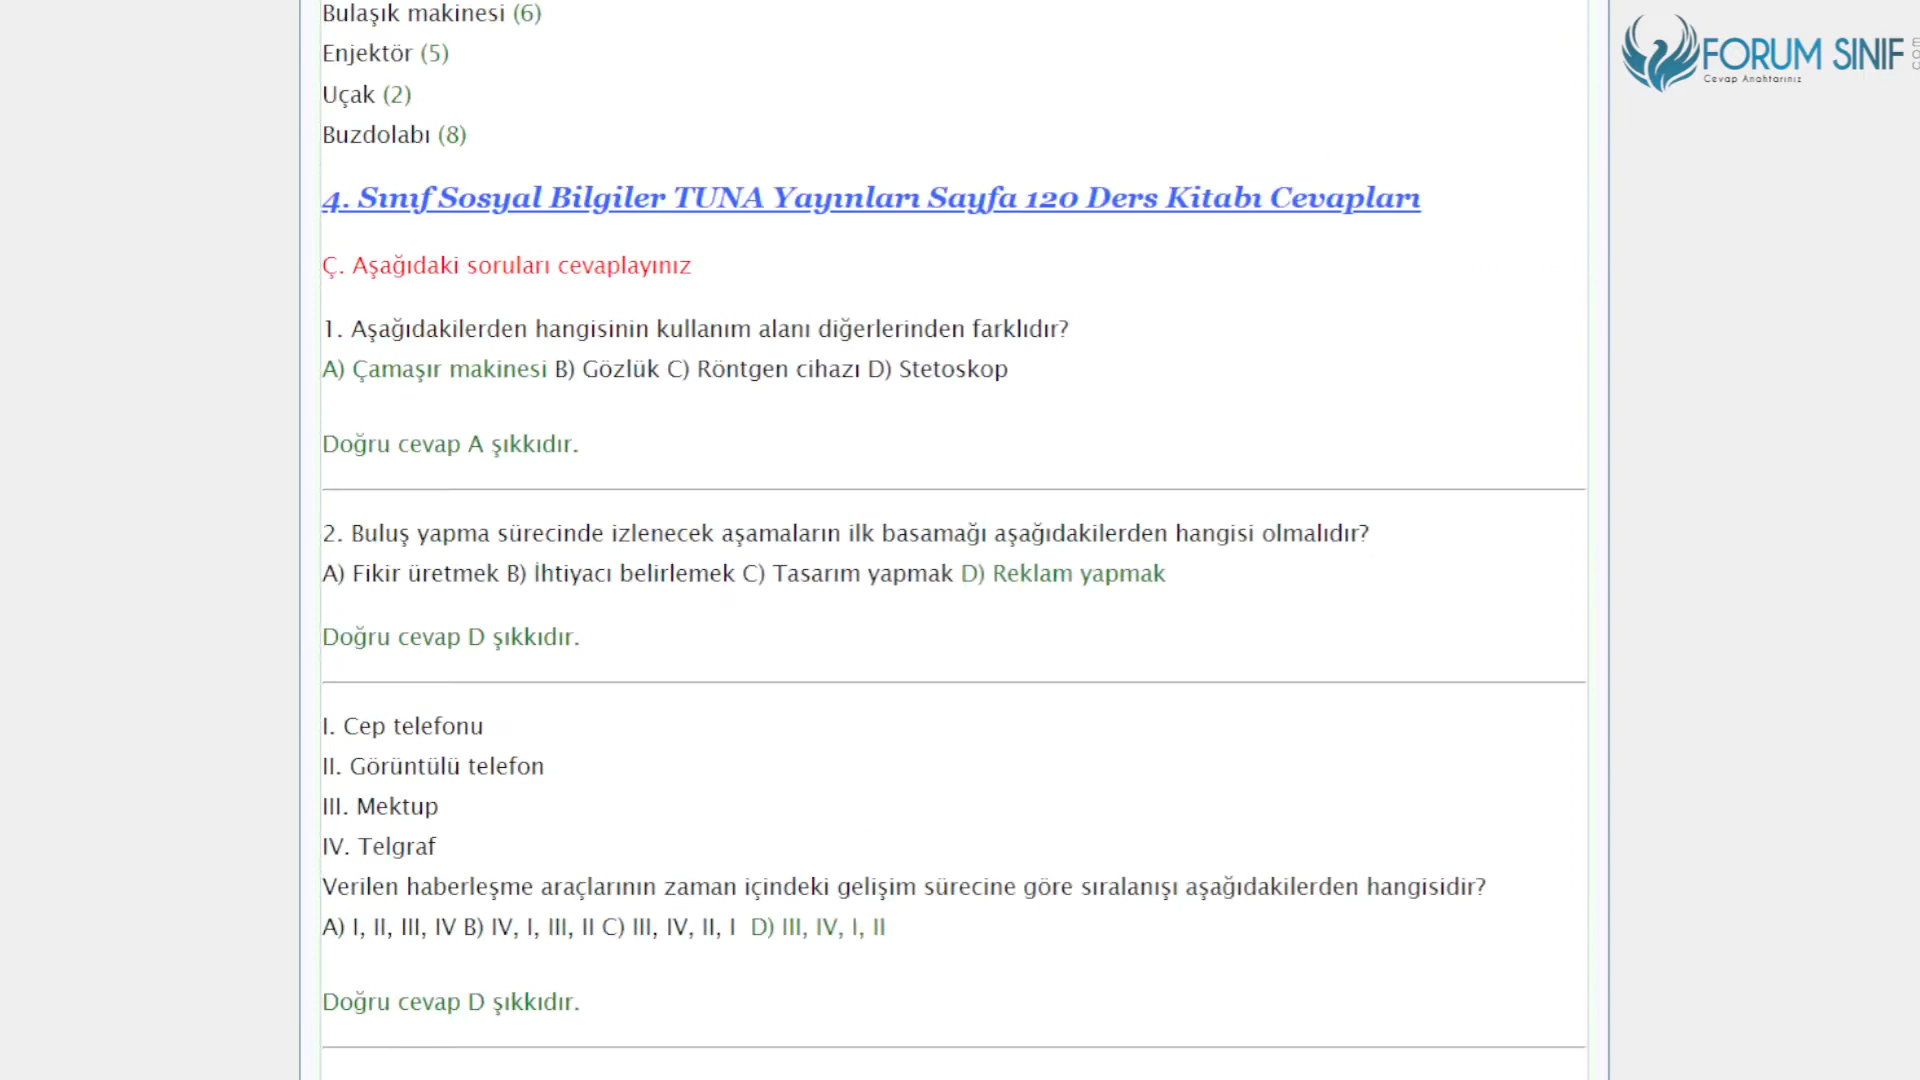 Bulaşık makinesi (6)
Enjektör (5)
Uçak (2)
Buzdolabı (8)
FORUM SINIF
Cevap Anahtarınız
4. Sınıf Sosyal Bilgiler TUNA Yayınları Sayfa 120 Ders Kitabı Cevapları
Ç. Aşağıdaki soruları cevaplayınız
1. Aşağıdakilerden hangisinin kullanım alanı diğerlerinden farklıdır?
A) Çamaşır makinesi B) Gözlük C) Röntgen cihazı D) Stetoskop
Doğru cevap A şıkkıdır.
2. Buluş yapma sürecinde izlenecek aşamaların ilk basamağı aşağıdakilerden hangisi olmalıdır?
A) Fikir üretmek B) İhtiyacı belirlemek C) Tasarım yapmak D) Reklam yapmak
Doğru cevap D şıkkıdır.
I. Cep telefonu
II. Görüntülü telefon
III. Mektup
IV. Telgraf
Verilen haberleşme araçlarının zaman içindeki gelişim sürecine göre sıralanışı aşağıdakilerden hangisidir?
A) I, II, III, IV B) IV, I, III, II C) III, IV, II, I D) III, IV, I, II
Doğru cevap D şıkkıdır.